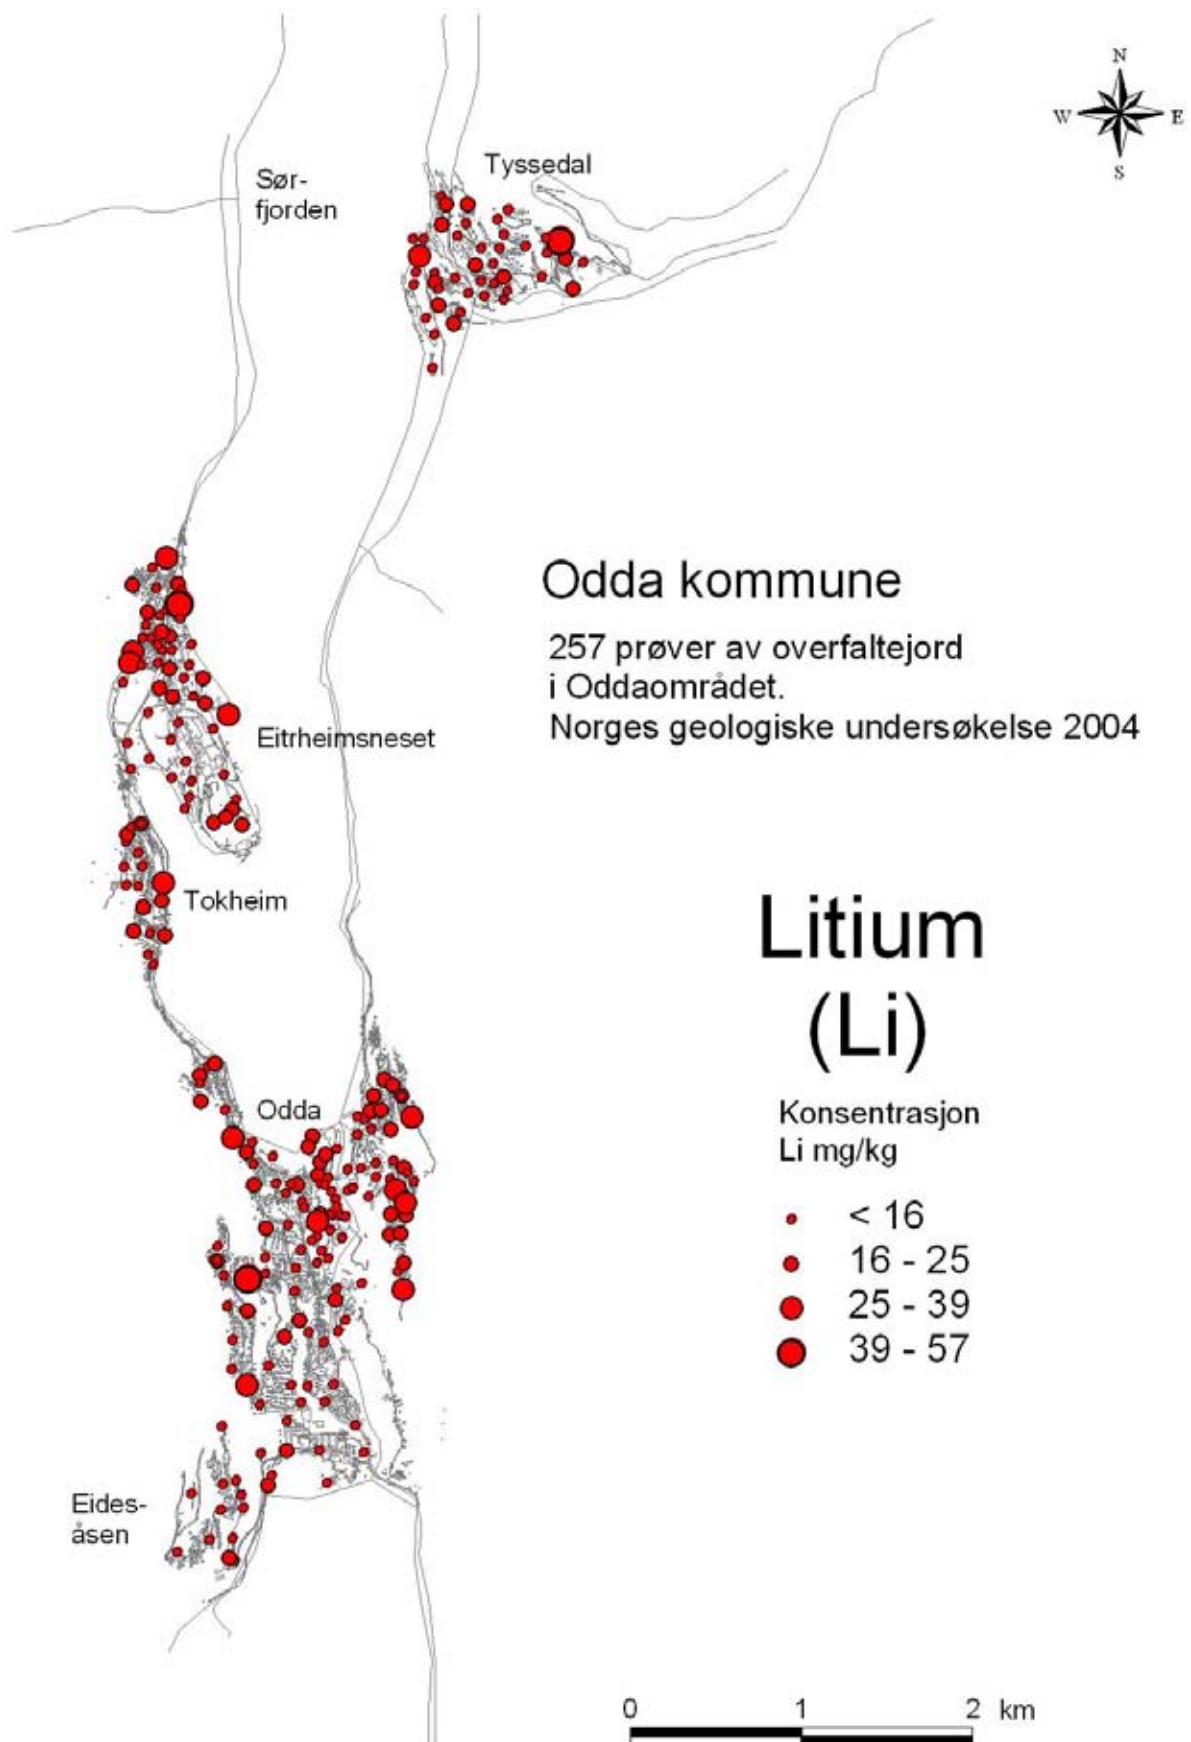 N
W
E
S
Tyssedal
Sør-
fjorden
Odda kommune
257 prøver av overfaltejord
i Oddaområdet.
Norges geologiske undersøkelse 2004
Eitrheimsneset
Tokheim
Litium
(Li)
Odda
Konsentrasjon
Li mg/kg
< 16
16 - 25
25 - 39
39 - 57
Eides-
åsen
0 1 2 km